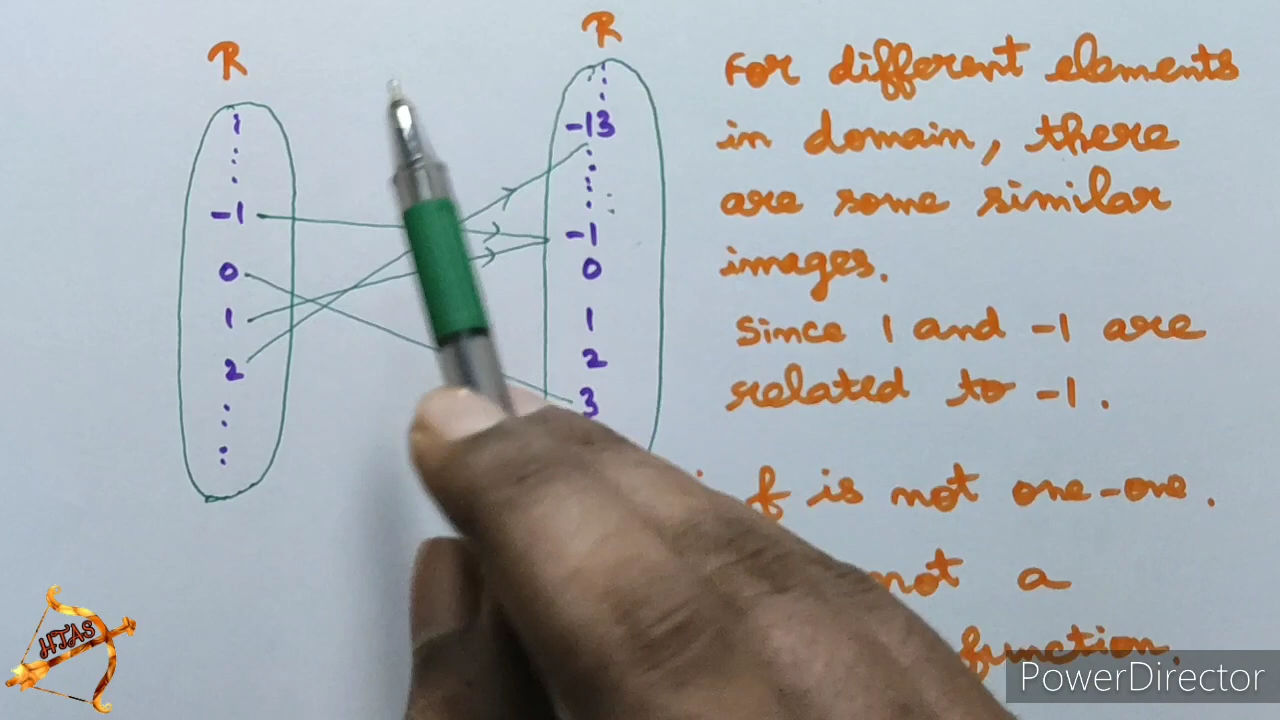 R
R
-1
0
1
2
-13
-1
0
1
2
3
For different elements
in domain, there
are some similar
images.
Since 1 and -1 are
related to -1.
f is not one-one.
not a
function.
HTAS
PowerDirector